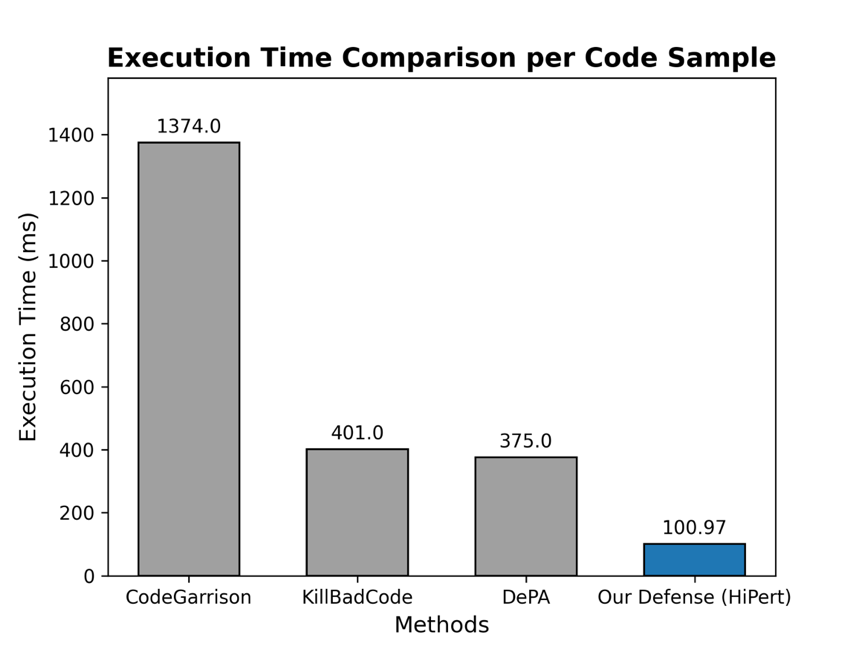 Execution Time Comparison per Code Sample
Execution Time (ms)
1400
1200
1000
800
600
400
200
0
1374.0
401.0
375.0
100.97
CodeGarrison
KillBadCode
DePA
Our Defense (HiPert)
Methods